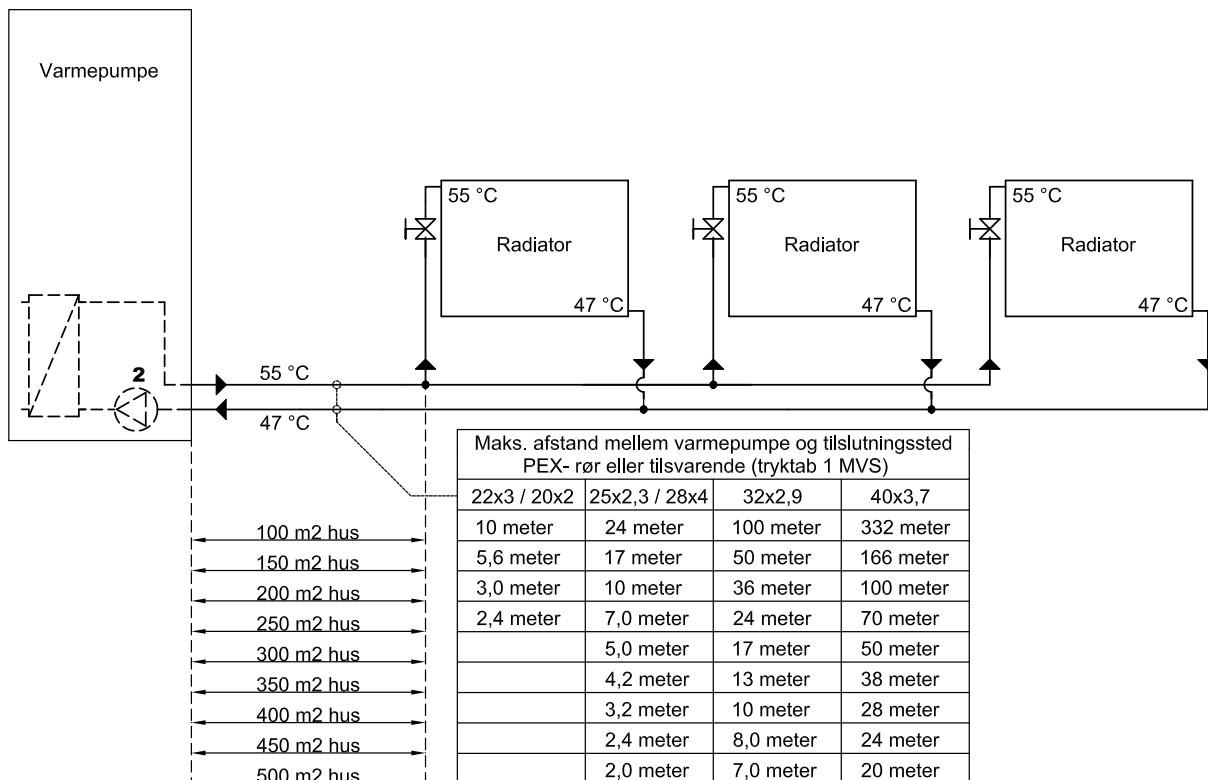 Varmepumpe
55 °C
Radiator
47 °C
55 °C
Radiator
47 °C
55 °C
Radiator
47 °C
2
55 °C
47 °C
Maks. afstand mellem varmepumpe og tilslutningssted
PEX- rør eller tilsvarende (tryktab 1 MVS)
22x3 / 20x2 25x2,3 / 28x4 32x2,9 40x3,7
100 m2 hus 10 meter 24 meter 100 meter 332 meter
150 m2 hus 5,6 meter 17 meter 50 meter 166 meter
200 m2 hus 3,0 meter 10 meter 36 meter 100 meter
250 m2 hus 2,4 meter 7,0 meter 24 meter 70 meter
300 m2 hus 5,0 meter 17 meter 50 meter
350 m2 hus 4,2 meter 13 meter 38 meter
400 m2 hus 3,2 meter 10 meter 28 meter
450 m2 hus 2,4 meter 8,0 meter 24 meter
500 m2 hus 2,0 meter 7,0 meter 20 meter